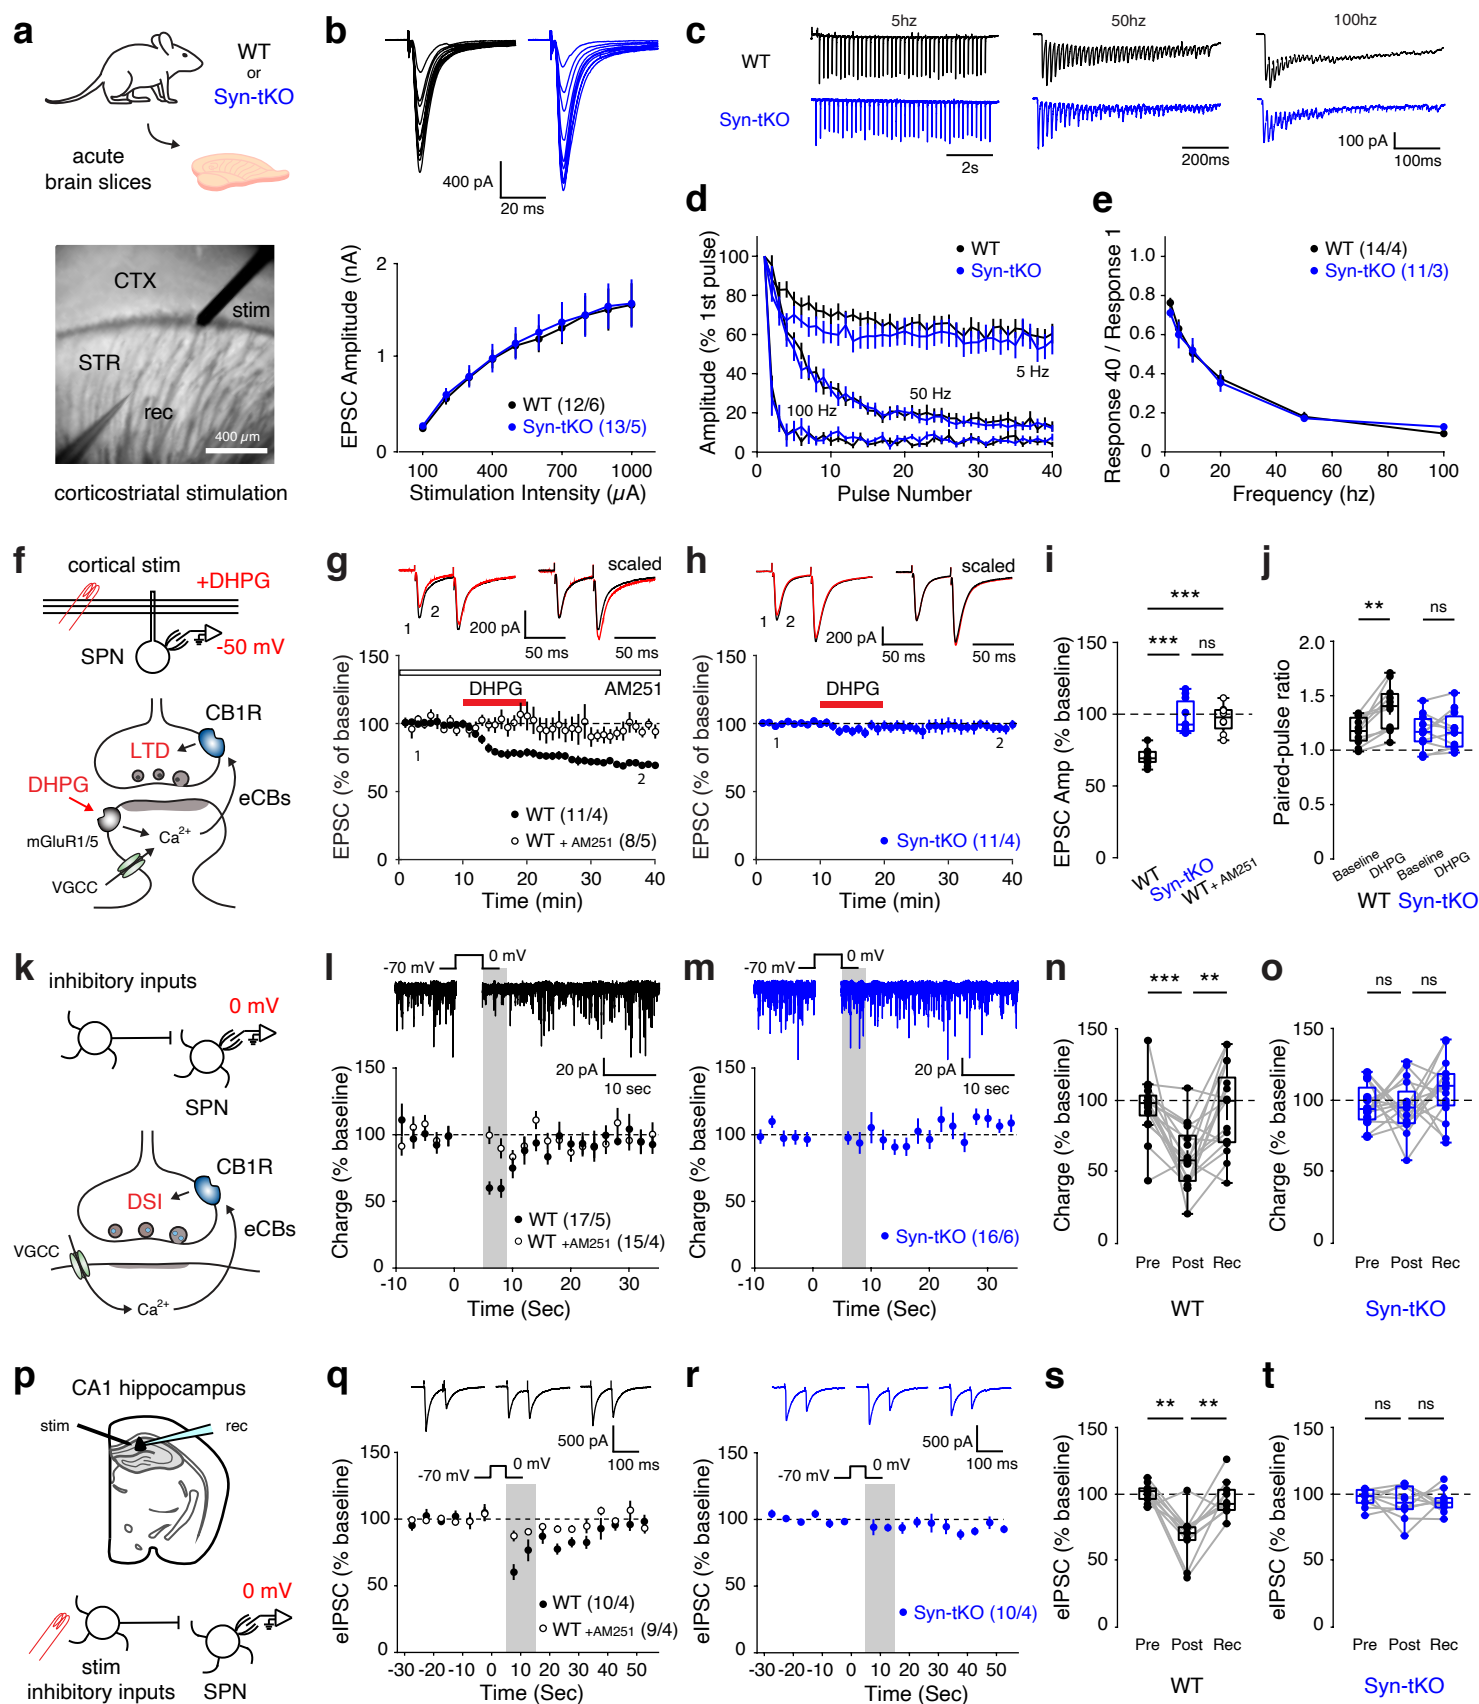 a
WT
or
Syn-tKO
acute
brain slices
CTX
stim
STR
rec
400 µm
corticostriatal stimulation
b
400 pA
20 ms
EPSC Amplitude (nA)
2
1
0
WT (12/6)
Syn-tKO (13/5)
100 400 700 1000
Stimulation Intensity (µA)
c
5hz 50hz 100hz
WT
Syn-tKO
2s
200ms
100 pA
100ms
d
Amplitude (% 1st pulse)
100
80
60
40
20
0
WT
Syn-tKO
5 Hz
50 Hz
100 Hz
0 10 20 30 40
Pulse Number
e
Response 40 / Response 1
1.0
0.8
0.6
0.4
0.2
0
WT (14/4)
Syn-tKO (11/3)
0 20 40 60 80 100
Frequency (hz)
f
cortical stim
+DHPG
-50 mV
SPN
CB1R
LTD
DHPG
eCBs
mGluR1/5
Ca2+
VGCC
g
scaled
2
1
200 pA
50 ms 50 ms
EPSC (% of baseline)
150
100
50
0
AM251
DHPG
1
2
WT (11/4)
WT + AM251 (8/5)
0 10 20 30 40
Time (min)
h
scaled
1 2
200 pA
50 ms 50 ms
EPSC (% of baseline)
150
100
50
0
DHPG
1
2
Syn-tKO (11/4)
0 10 20 30 40
Time (min)
i
***
*** ns
EPSC Amp (% baseline)
150
100
50
0
WT
Syn-tKO
WT + AM251
j
** ns
Paired-pulse ratio
2.0
1.5
1.0
0.5
0
Baseline DHPG Baseline DHPG
WT Syn-tKO
k
inhibitory inputs
0 mV
SPN
CB1R
DSI
eCBs
VGCC
Ca2+
l
-70 mV
0 mV
20 pA
10 sec
Charge (% baseline)
150
100
50
0
WT (17/5)
WT +AM251 (15/4)
-10 0 10 20 30
Time (Sec)
m
-70 mV
0 mV
20 pA
10 sec
Charge (% baseline)
150
100
50
0
Syn-tKO (16/6)
-10 0 10 20 30
Time (Sec)
n
*** **
Charge (% baseline)
150
100
50
0
Pre Post Rec
WT
o
ns ns
Charge (% baseline)
150
100
50
0
Pre Post Rec
Syn-tKO
p
CA1 hippocampus
stim
rec
0 mV
stim
inhibitory inputs
SPN
q
500 pA
100 ms
-70 mV
0 mV
eIPSC (% baseline)
150
100
50
0
WT (10/4)
WT +AM251 (9/4)
-30 -20 -10 0 10 20 30 40 50
Time (Sec)
r
500 pA
100 ms
-70 mV
0 mV
eIPSC (% baseline)
150
100
50
0
Syn-tKO (10/4)
-30 -20 -10 0 10 20 30 40 50
Time (Sec)
s
** **
eIPSC (% baseline)
150
100
50
0
Pre Post Rec
WT
t
ns ns
eIPSC (% baseline)
150
100
50
0
Pre Post Rec
Syn-tKO